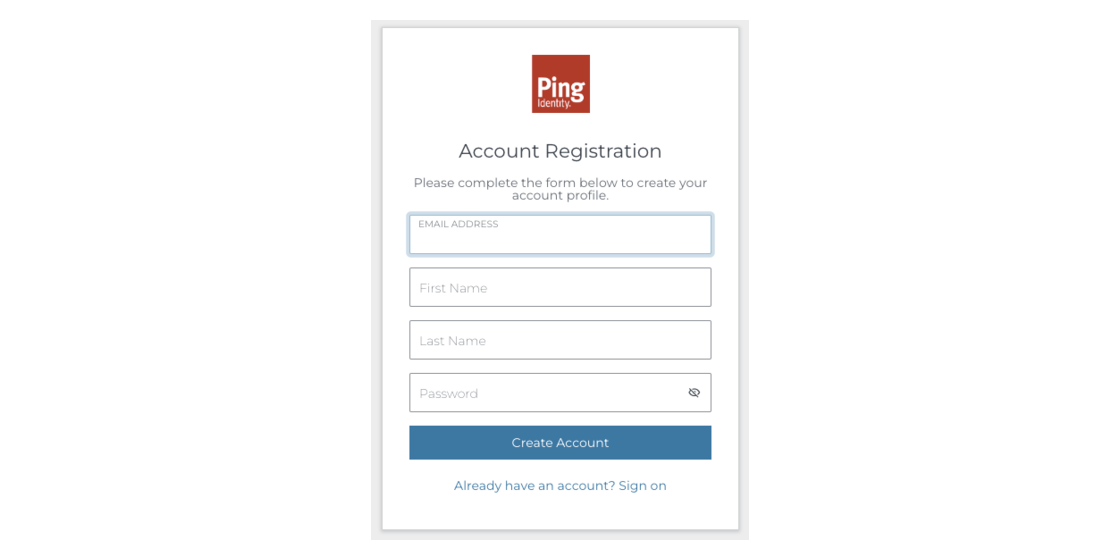 Ping
Identity.
Account Registration
Please complete the form below to create your
account profile.
EMAIL ADDRESS
First Name
Last Name
Password
Create Account
Already have an account? Sign on